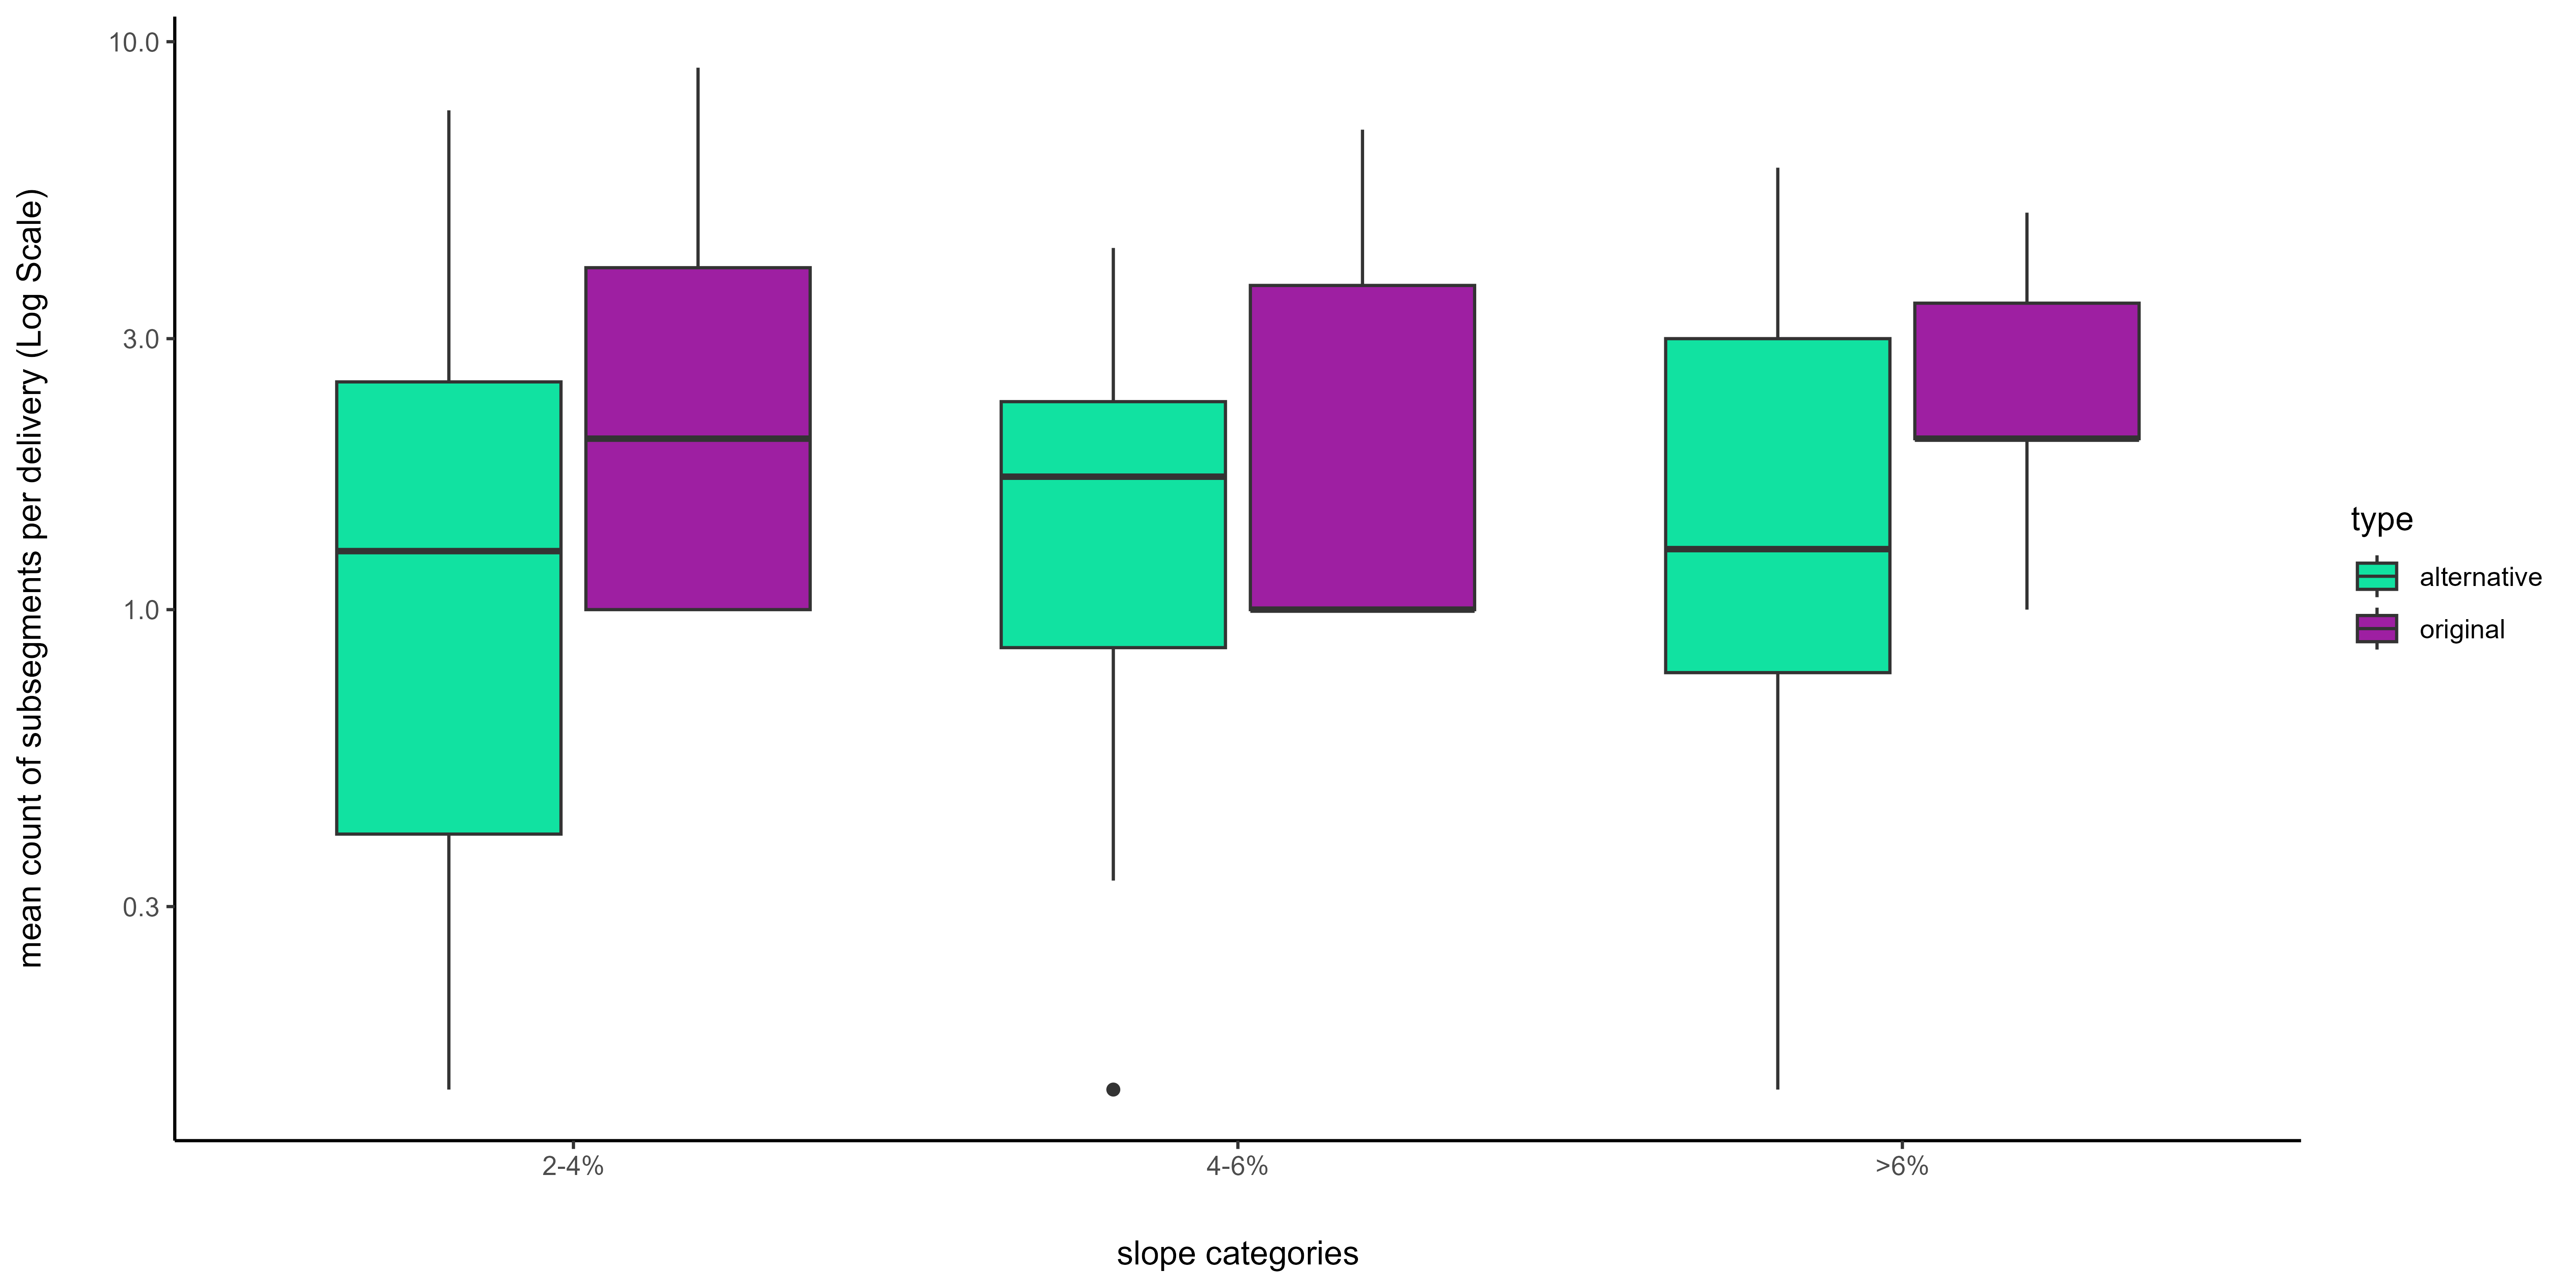 mean count of subsegments per delivery (Log Scale)
10.0
3.0
1.0
0.3
2-4%
4-6%
>6%
slope categories
type
alternative
original